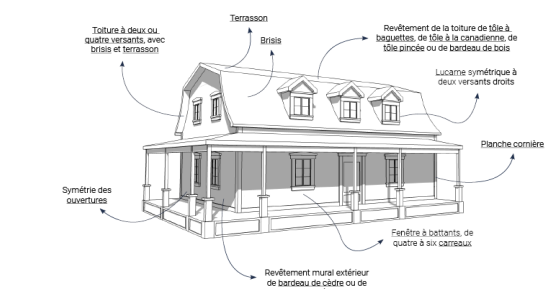 Terrasson
Toiture à deux ou
quatre versants, avec
brisis et terrasson
Brisis
Revêtement de la toiture de tôle à
baguettes, de tôle à la canadienne, de
tôle pincée ou de bardeau de bois
Lucarne symétrique à
deux versants droits
Planche cornière
Symétrie des
ouvertures
Fenêtre à battants, de
quatre à six carreaux
Revêtement mural extérieur
de bardeau de cèdre ou de